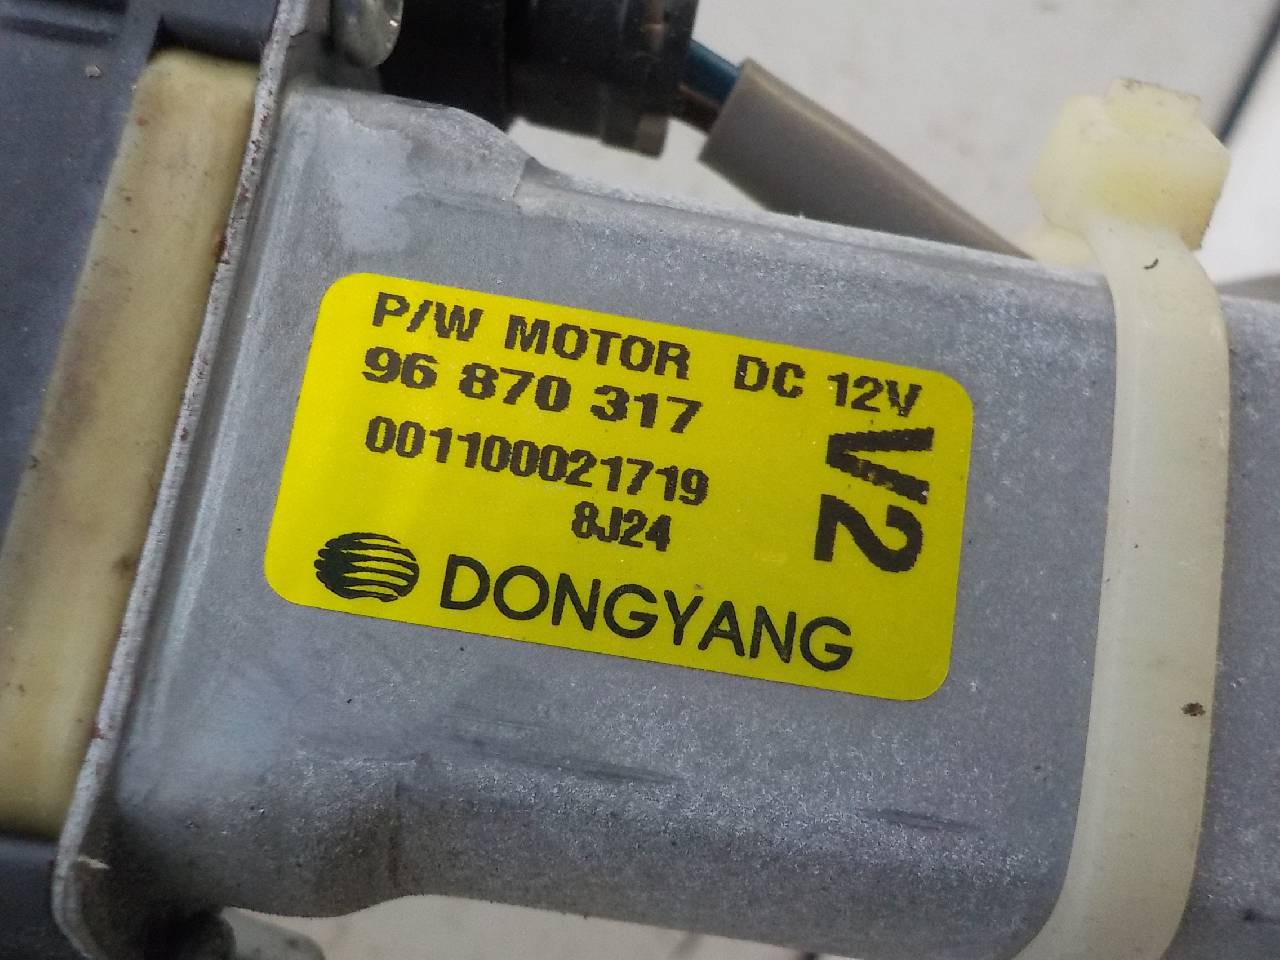 P/W MOTOR DC 12V
96 870 317
001100021719
8J24
V2
DONGYANG